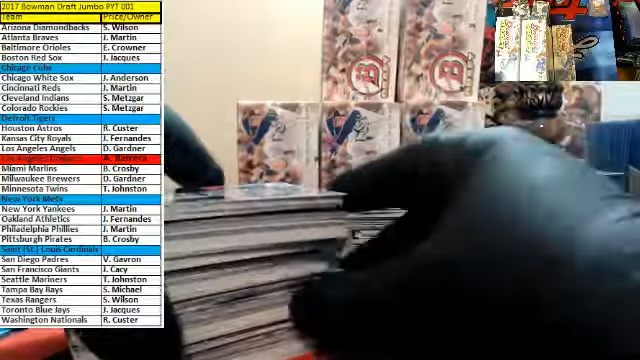 2017 Bowman Draft Jumbo PYT 001
Team Price/Owner
Arizona Diamondbacks S. Wilson
Atlanta Braves J. Martin
Baltimore Orioles E. Crowner
Boston Red Sox J. Jacques
Chicago Cubs
Chicago White Sox J. Anderson
Cincinnati Reds J. Martin
Cleveland Indians S. Metzgar
Colorado Rockies S. Metzgar
Detroit Tigers
Houston Astros R. Custer
Kansas City Royals J. Fernandes
Los Angeles Angels D. Gardner
Los Angeles Dodgers A. Barrera
Miami Marlins B. Crosby
Milwaukee Brewers D. Gardner
Minnesota Twins T. Johnston
New York Mets
New York Yankees J. Martin
Oakland Athletics J. Fernandes
Philadelphia Phillies J. Martin
Pittsburgh Pirates B. Crosby
Saint (St.) Louis Cardinals
San Diego Padres V. Gavron
San Francisco Giants J. Cacy
Seattle Mariners T. Johnston
Tampa Bay Rays S. Michael
Texas Rangers S. Wilson
Toronto Blue Jays J. Jacques
Washington Nationals R. Custer